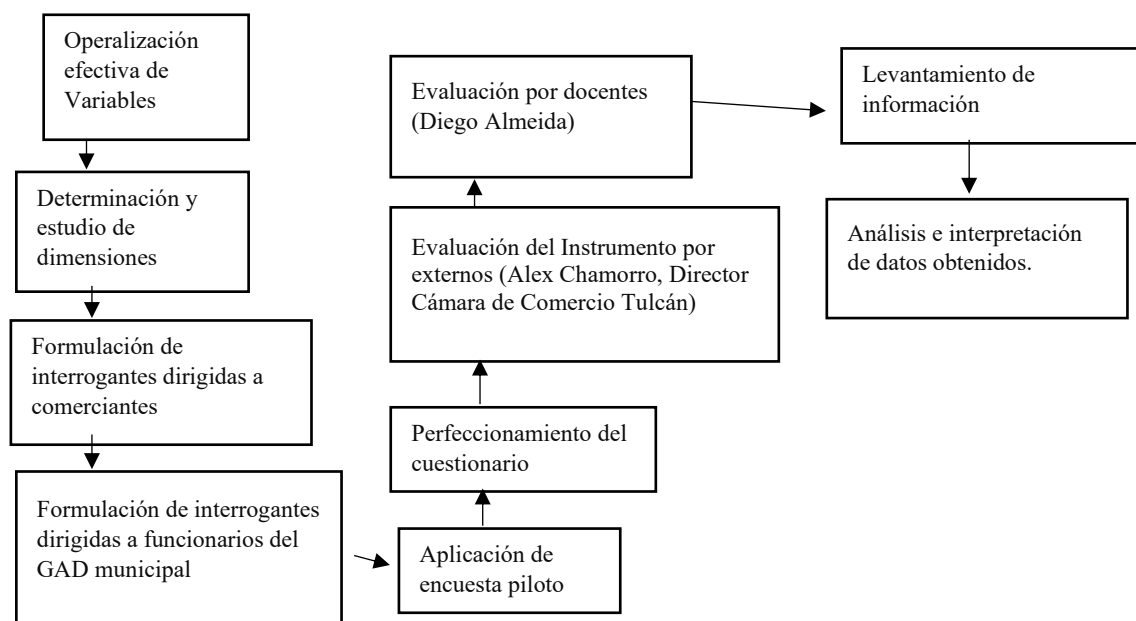 Operalización
efectiva de
Variables
Determinación y
estudio de
dimensiones
Formulación de
interrogantes dirigidas a
comerciantes
Formulación de interrogantes
dirigidas a funcionarios del
GAD municipal
Aplicación de
encuesta piloto
Perfeccionamiento del
cuestionario
Evaluación del Instrumento por
externos (Alex Chamorro, Director
Cámara de Comercio Tulcán)
Evaluación por docentes
(Diego Almeida)
Levantamiento de
información
Análisis e interpretación
de datos obtenidos.